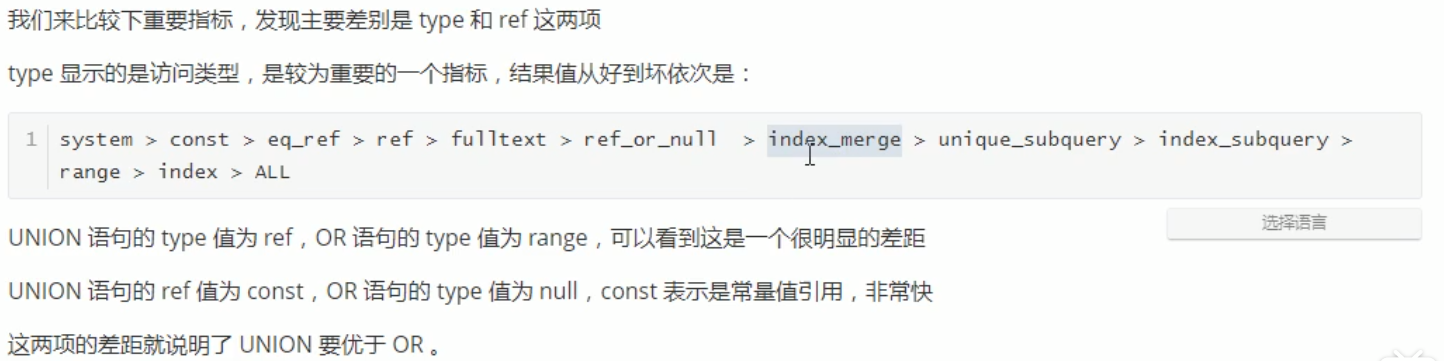 我们来比较下重要指标，发现主要差别是 type 和 ref 这两项
type 显示的是访问类型，是较为重要的一个指标，结果值从好到坏依次是：
1 system > const > eq_ref > ref > fulltext > ref_or_null  > index_merge > unique_subquery > index_subquery >
range > index > ALL
选择语言
UNION 语句的 type 值为 ref，OR 语句的 type 值为 range，可以看到这是一个很明显的差距
UNION 语句的 ref 值为 const，OR 语句的 type 值为 null，const 表示是常量值引用，非常快
这两项的差距就说明了 UNION 要优于 OR 。